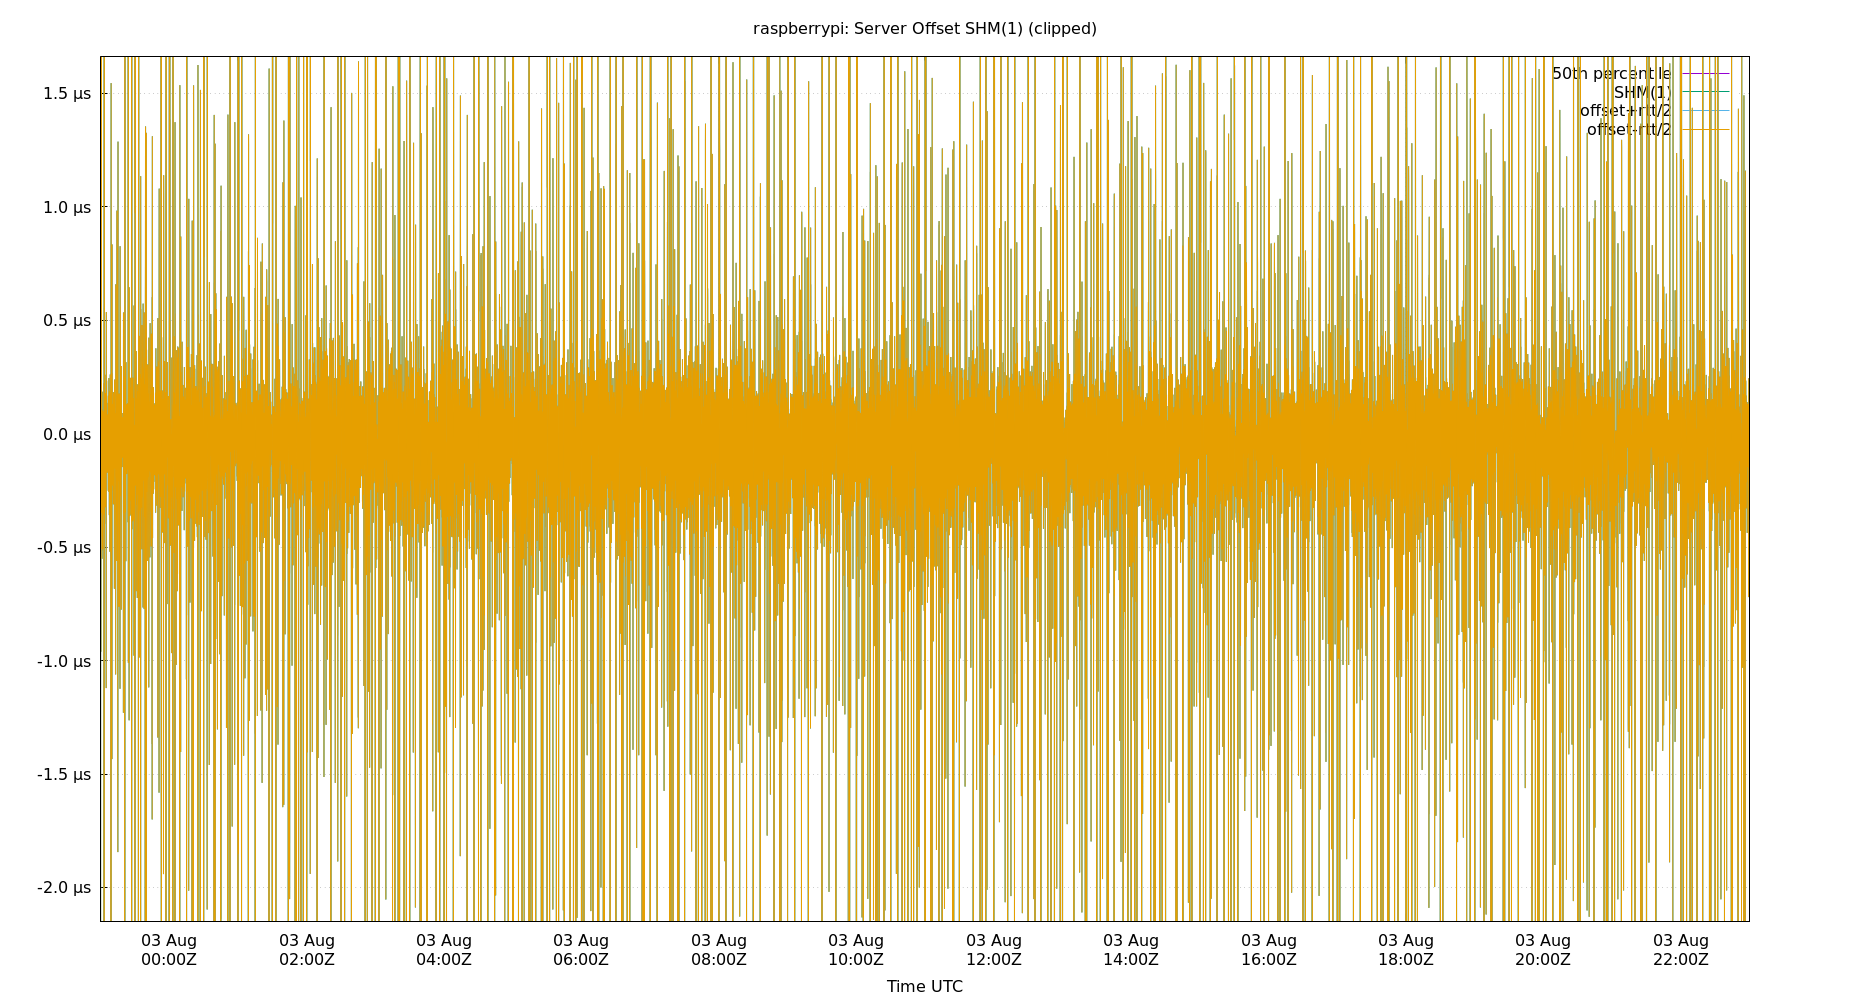 raspberrypi: Server Offset SHM(1) (clipped)
50th percentile
SHM(1)
offset+rtt/2
offset-rtt/2
1.5 µs
1.0 µs
0.5 µs
0.0 µs
-0.5 µs
-1.0 µs
-1.5 µs
-2.0 µs
03 Aug 03 Aug 03 Aug 03 Aug 03 Aug 03 Aug 03 Aug 03 Aug 03 Aug 03 Aug 03 Aug 03 Aug
00:00Z 02:00Z 04:00Z 06:00Z 08:00Z 10:00Z 12:00Z 14:00Z 16:00Z 18:00Z 20:00Z 22:00Z
Time UTC